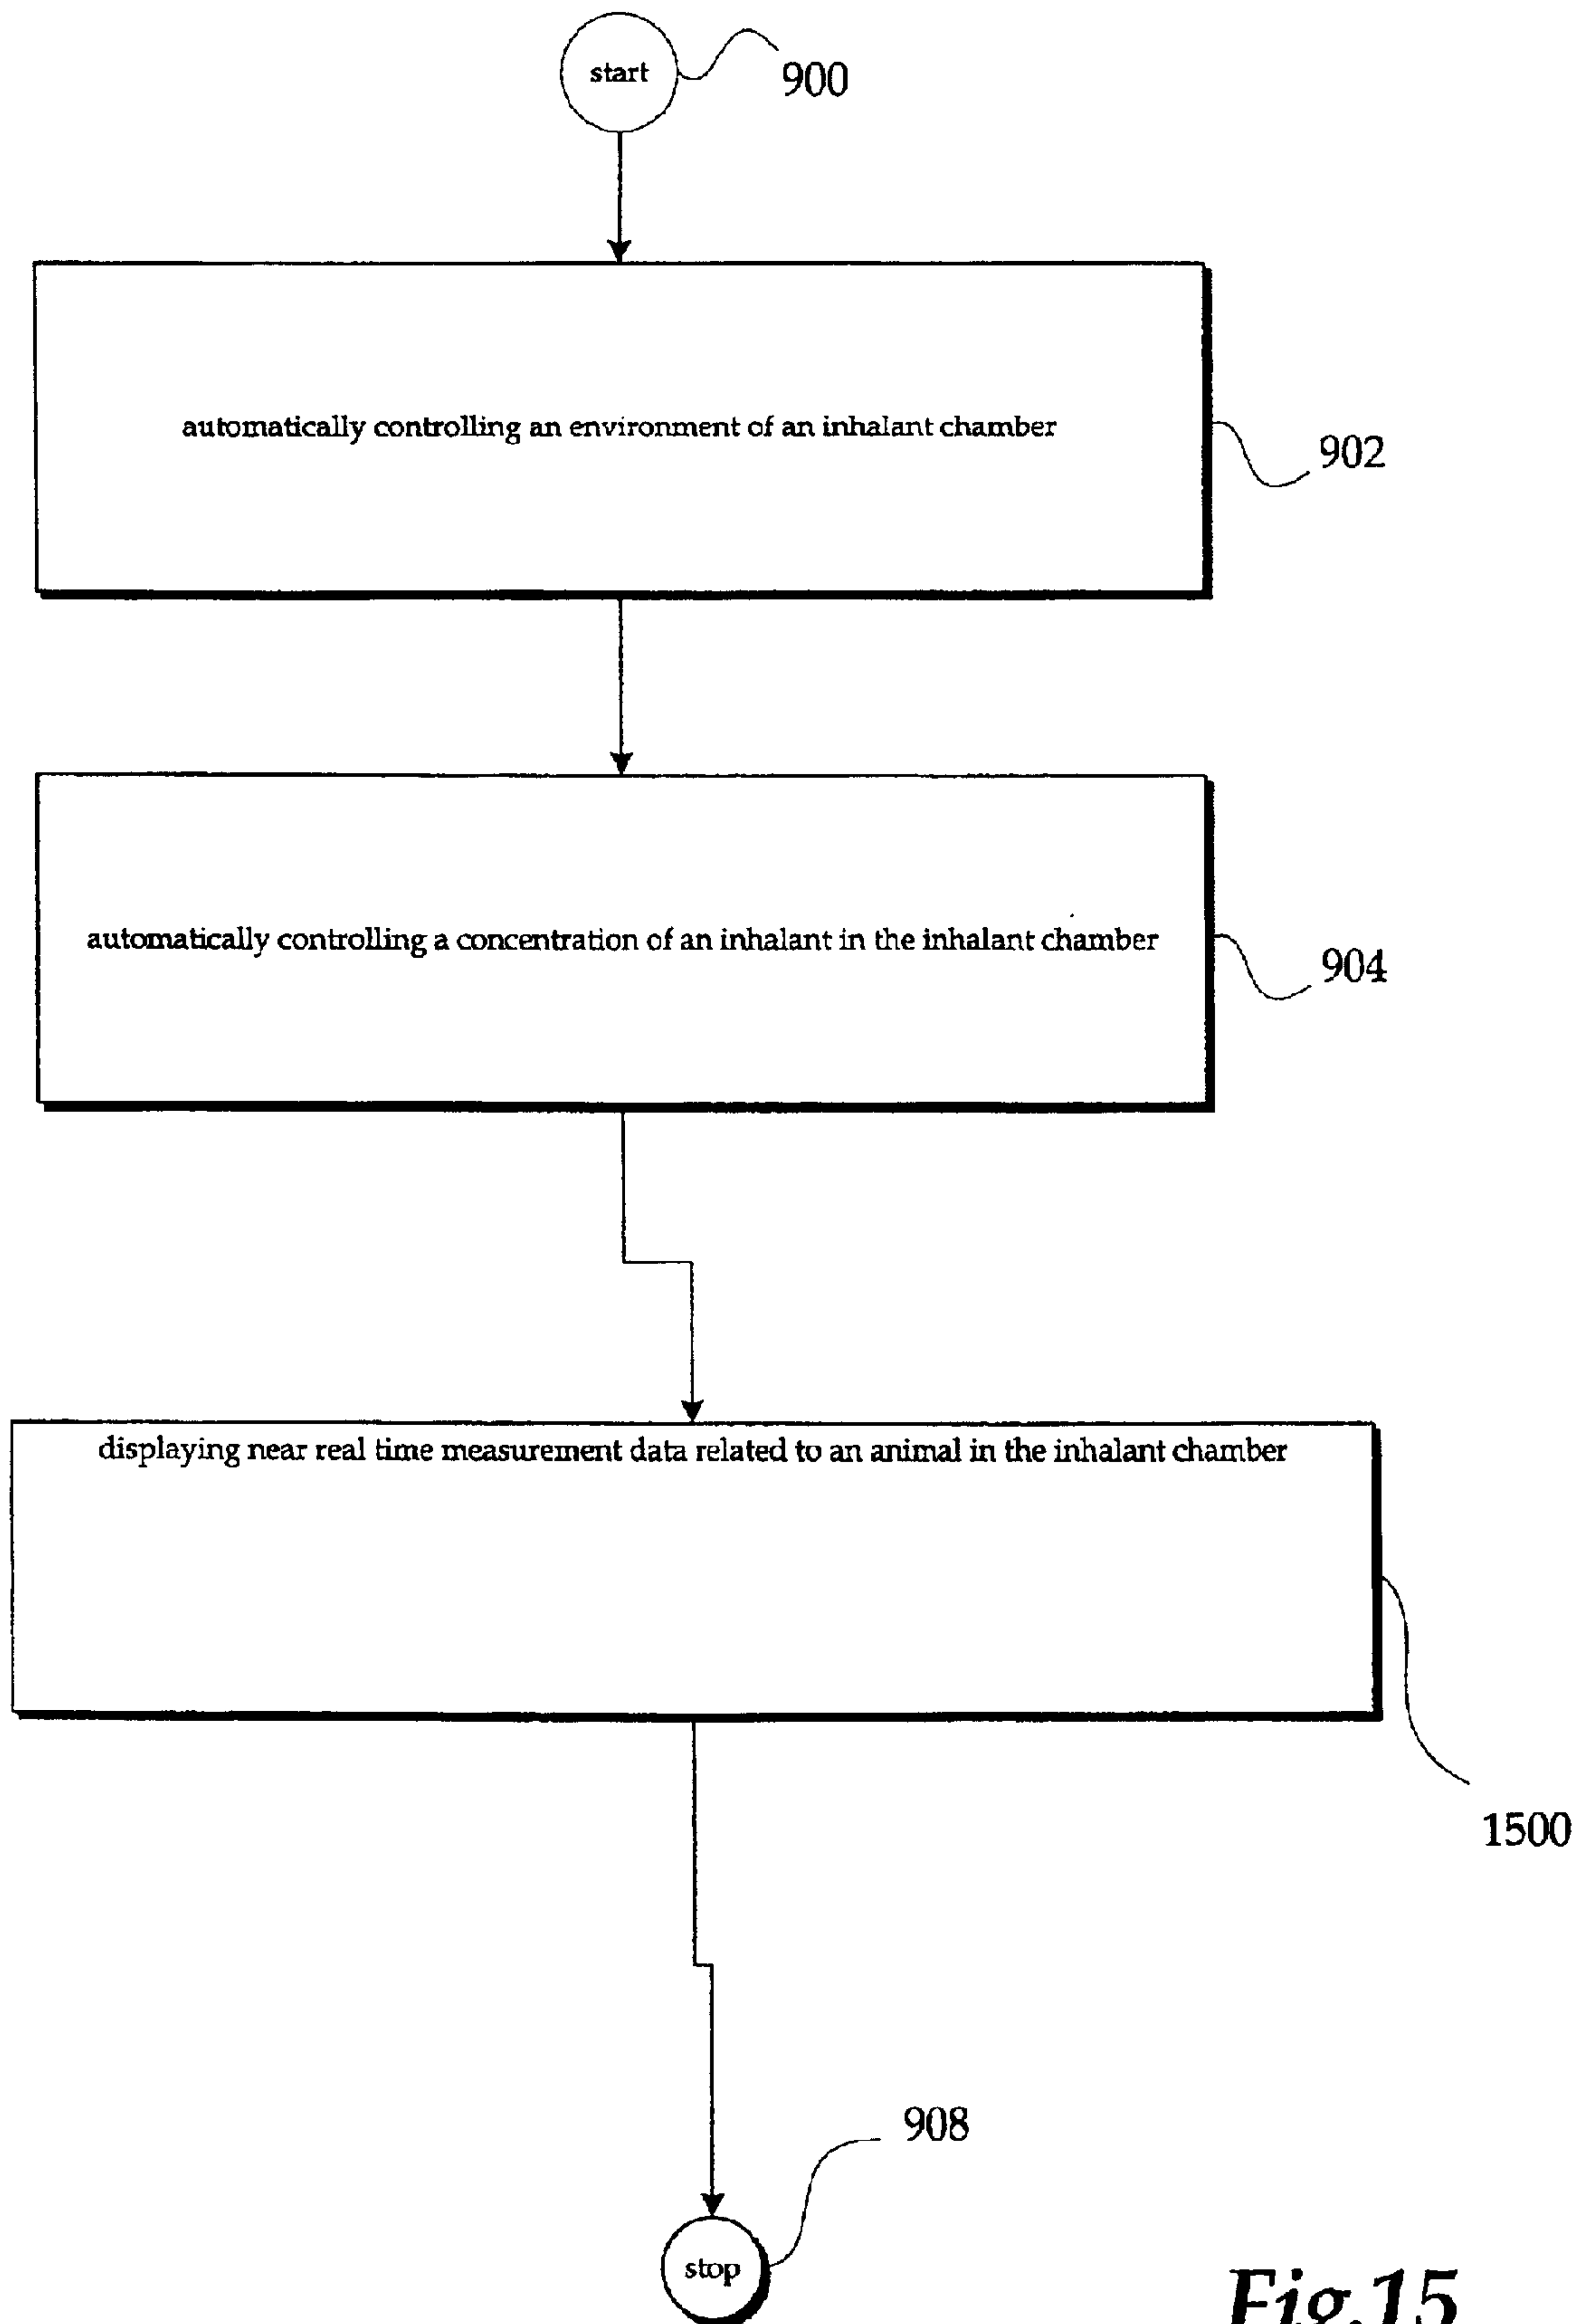 start
900
automatically controlling an environment of an inhalant chamber
902
automatically controlling a concentration of an inhalant in the inhalant chamber
904
displaying near real time measurement data related to an animal in the inhalant chamber
1500
908
stop
Fig.15